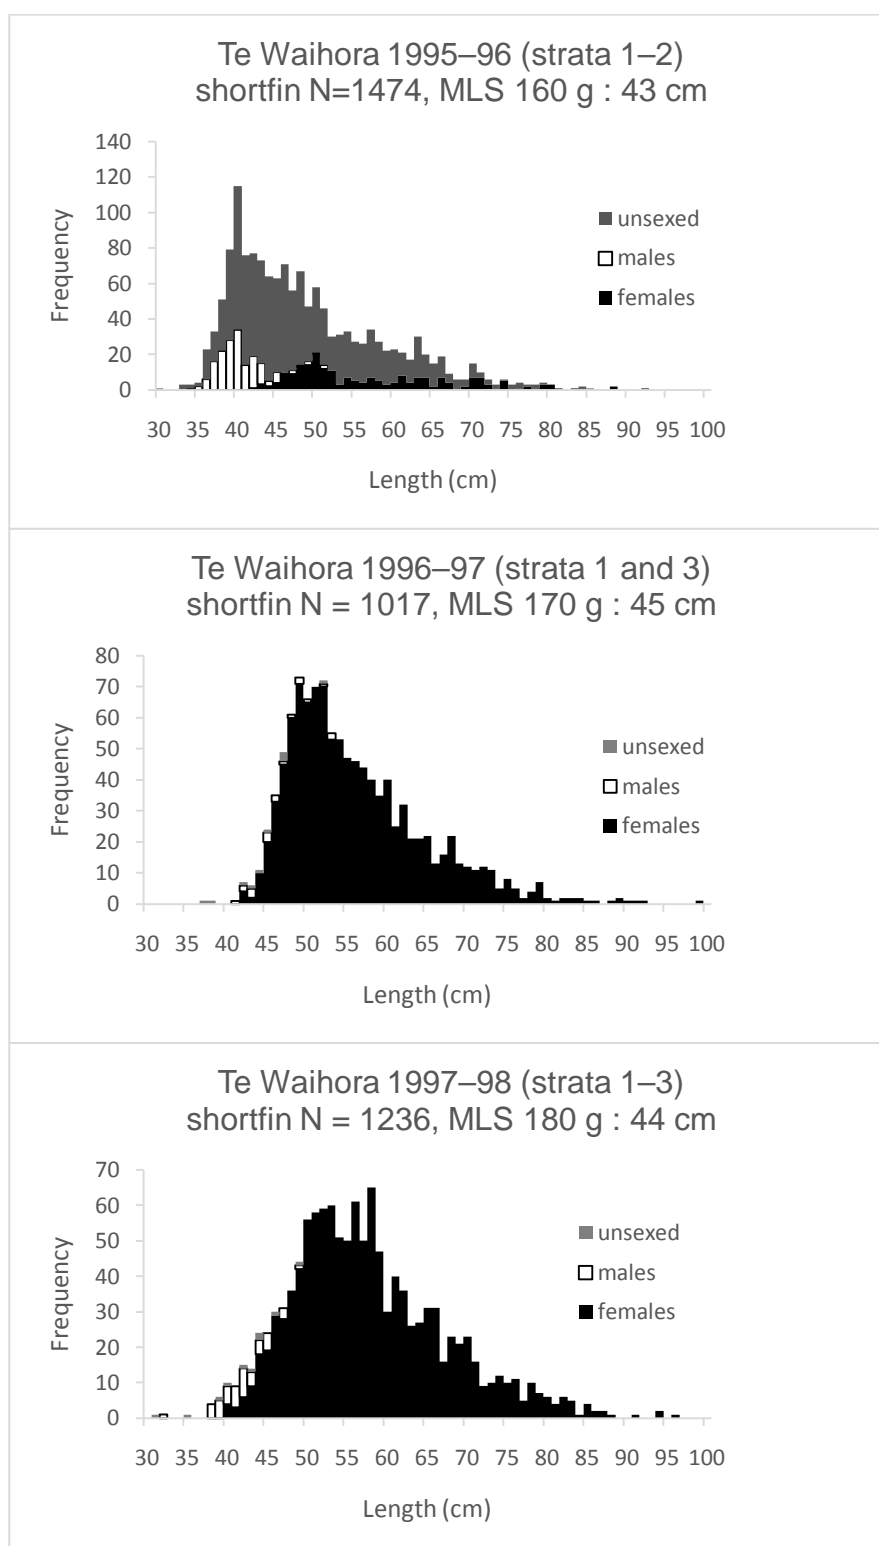 Te Waihora 1995–96 (strata 1–2)
shortfin N=1474, MLS 160 g : 43 cm
140
120
100
80
60
40
20
0
Frequency
unsexed
males
females
30 35 40 45 50 55 60 65 70 75 80 85 90 95 100
Length (cm)
Te Waihora 1996–97 (strata 1 and 3)
shortfin N = 1017, MLS 170 g : 45 cm
80
70
60
50
40
30
20
10
0
Frequency
unsexed
males
females
30 35 40 45 50 55 60 65 70 75 80 85 90 95 100
Length (cm)
Te Waihora 1997–98 (strata 1–3)
shortfin N = 1236, MLS 180 g : 44 cm
70
60
50
40
30
20
10
0
Frequency
unsexed
males
females
30 35 40 45 50 55 60 65 70 75 80 85 90 95 100
Length (cm)